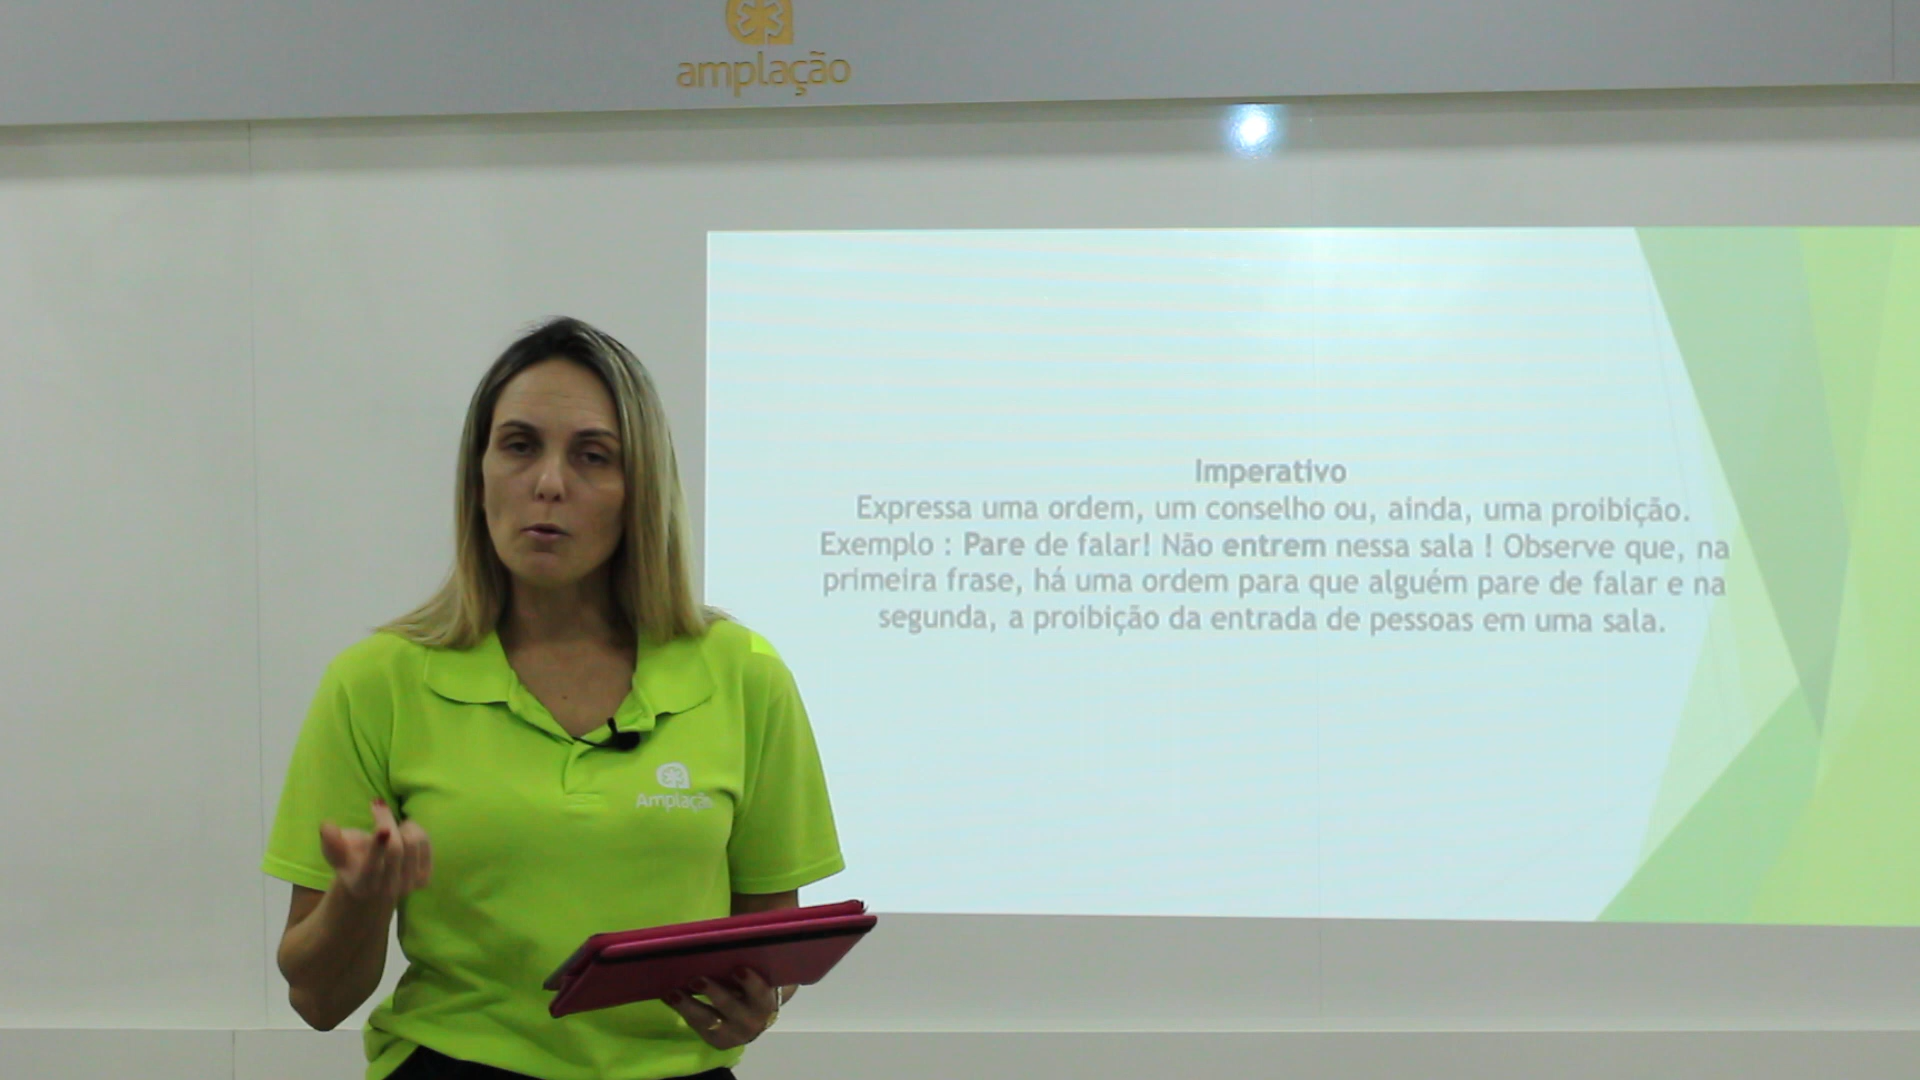 amplação
Imperativo
Expressa uma ordem, um conselho ou, ainda, uma proibição.
Exemplo : Pare de falar! Não entrem nessa sala ! Observe que, na
primeira frase, há uma ordem para que alguém pare de falar e na
segunda, a proibição da entrada de pessoas em uma sala.
Amplação